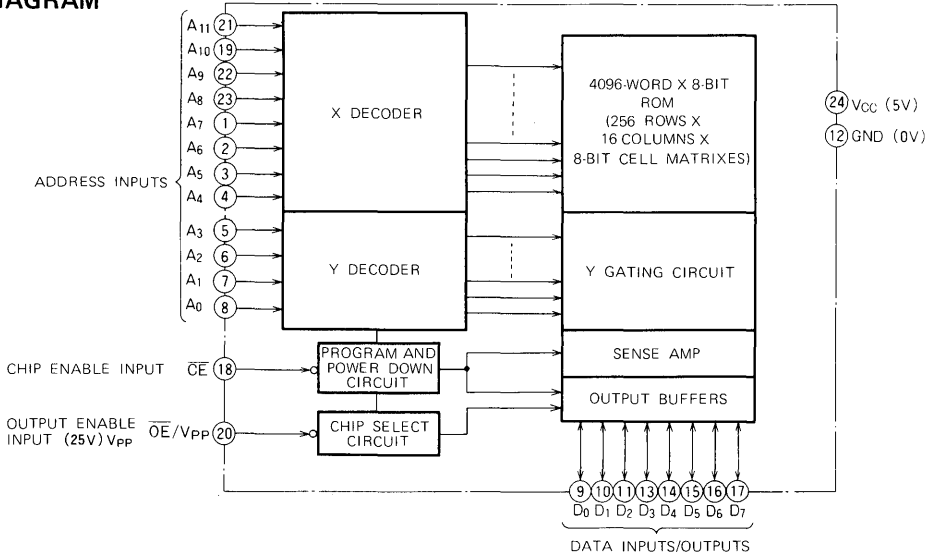 AGRAM
A11 21
A10 19
A9 22
A8 23
A7 1
A6 2
A5 3
A4 4
A3 5
A2 6
A1 7
A0 8
ADDRESS INPUTS
X DECODER
Y DECODER
4096-WORD X 8-BIT
ROM
(256 ROWS X
16 COLUMNS X
8-BIT CELL MATRIXES)
24 VCC (5V)
12 GND (0V)
Y GATING CIRCUIT
SENSE AMP
OUTPUT BUFFERS
CHIP ENABLE INPUT C̅E̅ 18
PROGRAM AND
POWER DOWN
CIRCUIT
OUTPUT ENABLE
INPUT (25V) VPP
O̅E̅/VPP 20
CHIP SELECT
CIRCUIT
9 10 11 13 14 15 16 17
D0 D1 D2 D3 D4 D5 D6 D7
DATA INPUTS/OUTPUTS